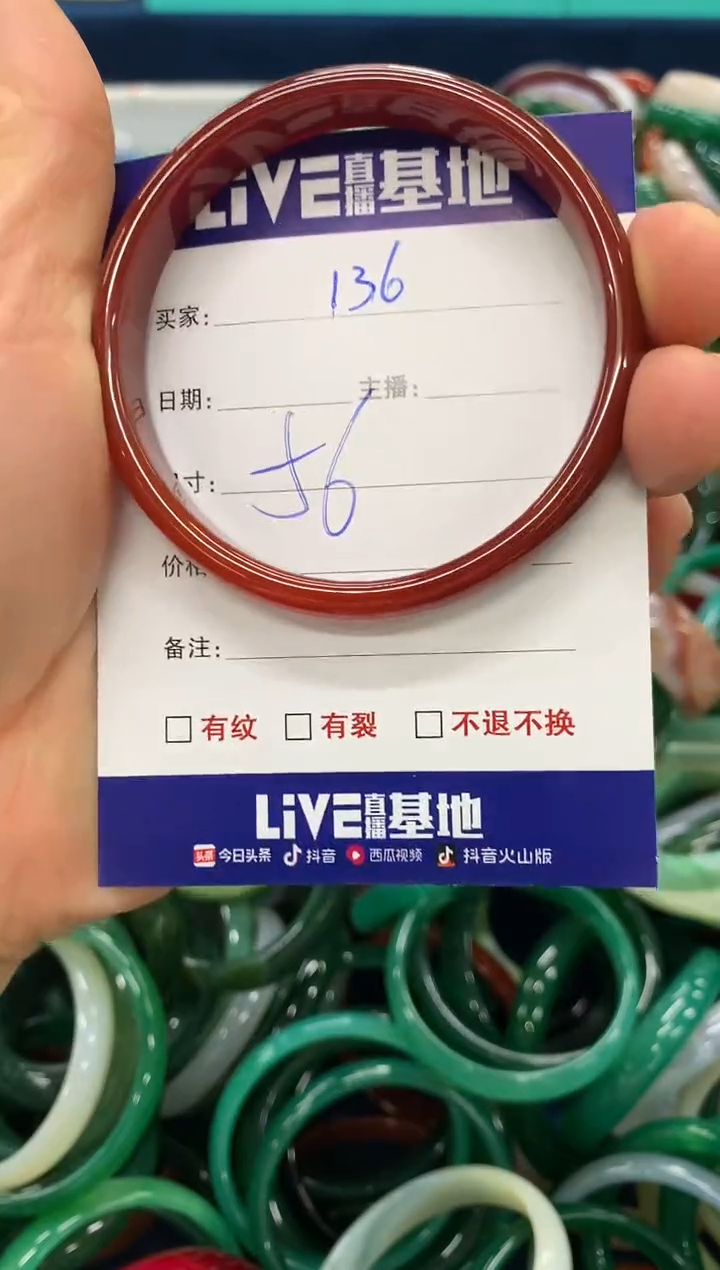 LiVE直播基地
买家: 136
日期: 主播:
寸: 56
价格
备注:
有纹 有裂 不退不换
LiVE直播基地
头条 今日头条 抖音 西瓜视频 抖音火山版